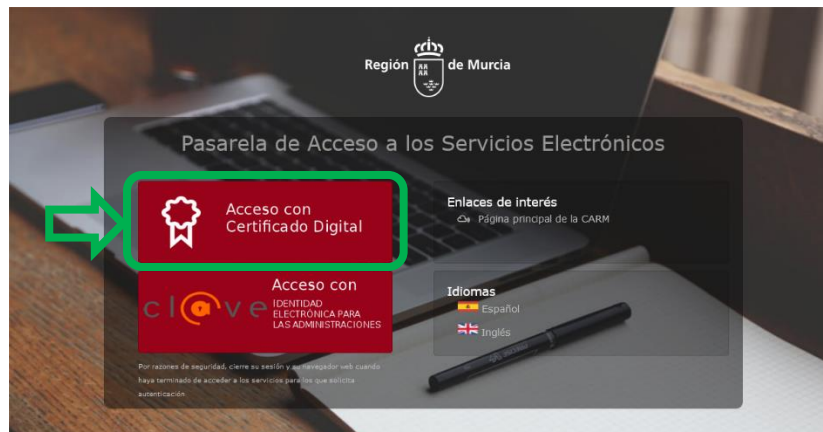 Región de Murcia
Pasarela de Acceso a los Servicios Electrónicos
Acceso con
Certificado Digital
Enlaces de interés
Página principal de la CARM
Acceso con
cl@ve
IDENTIDAD
ELECTRÓNICA PARA
LAS ADMINISTRACIONES
Idiomas
Español
Inglés
Por razones de seguridad, cierre su sesión y su navegador web cuando
haya terminado de acceder a los servicios para los que solicita
autenticación